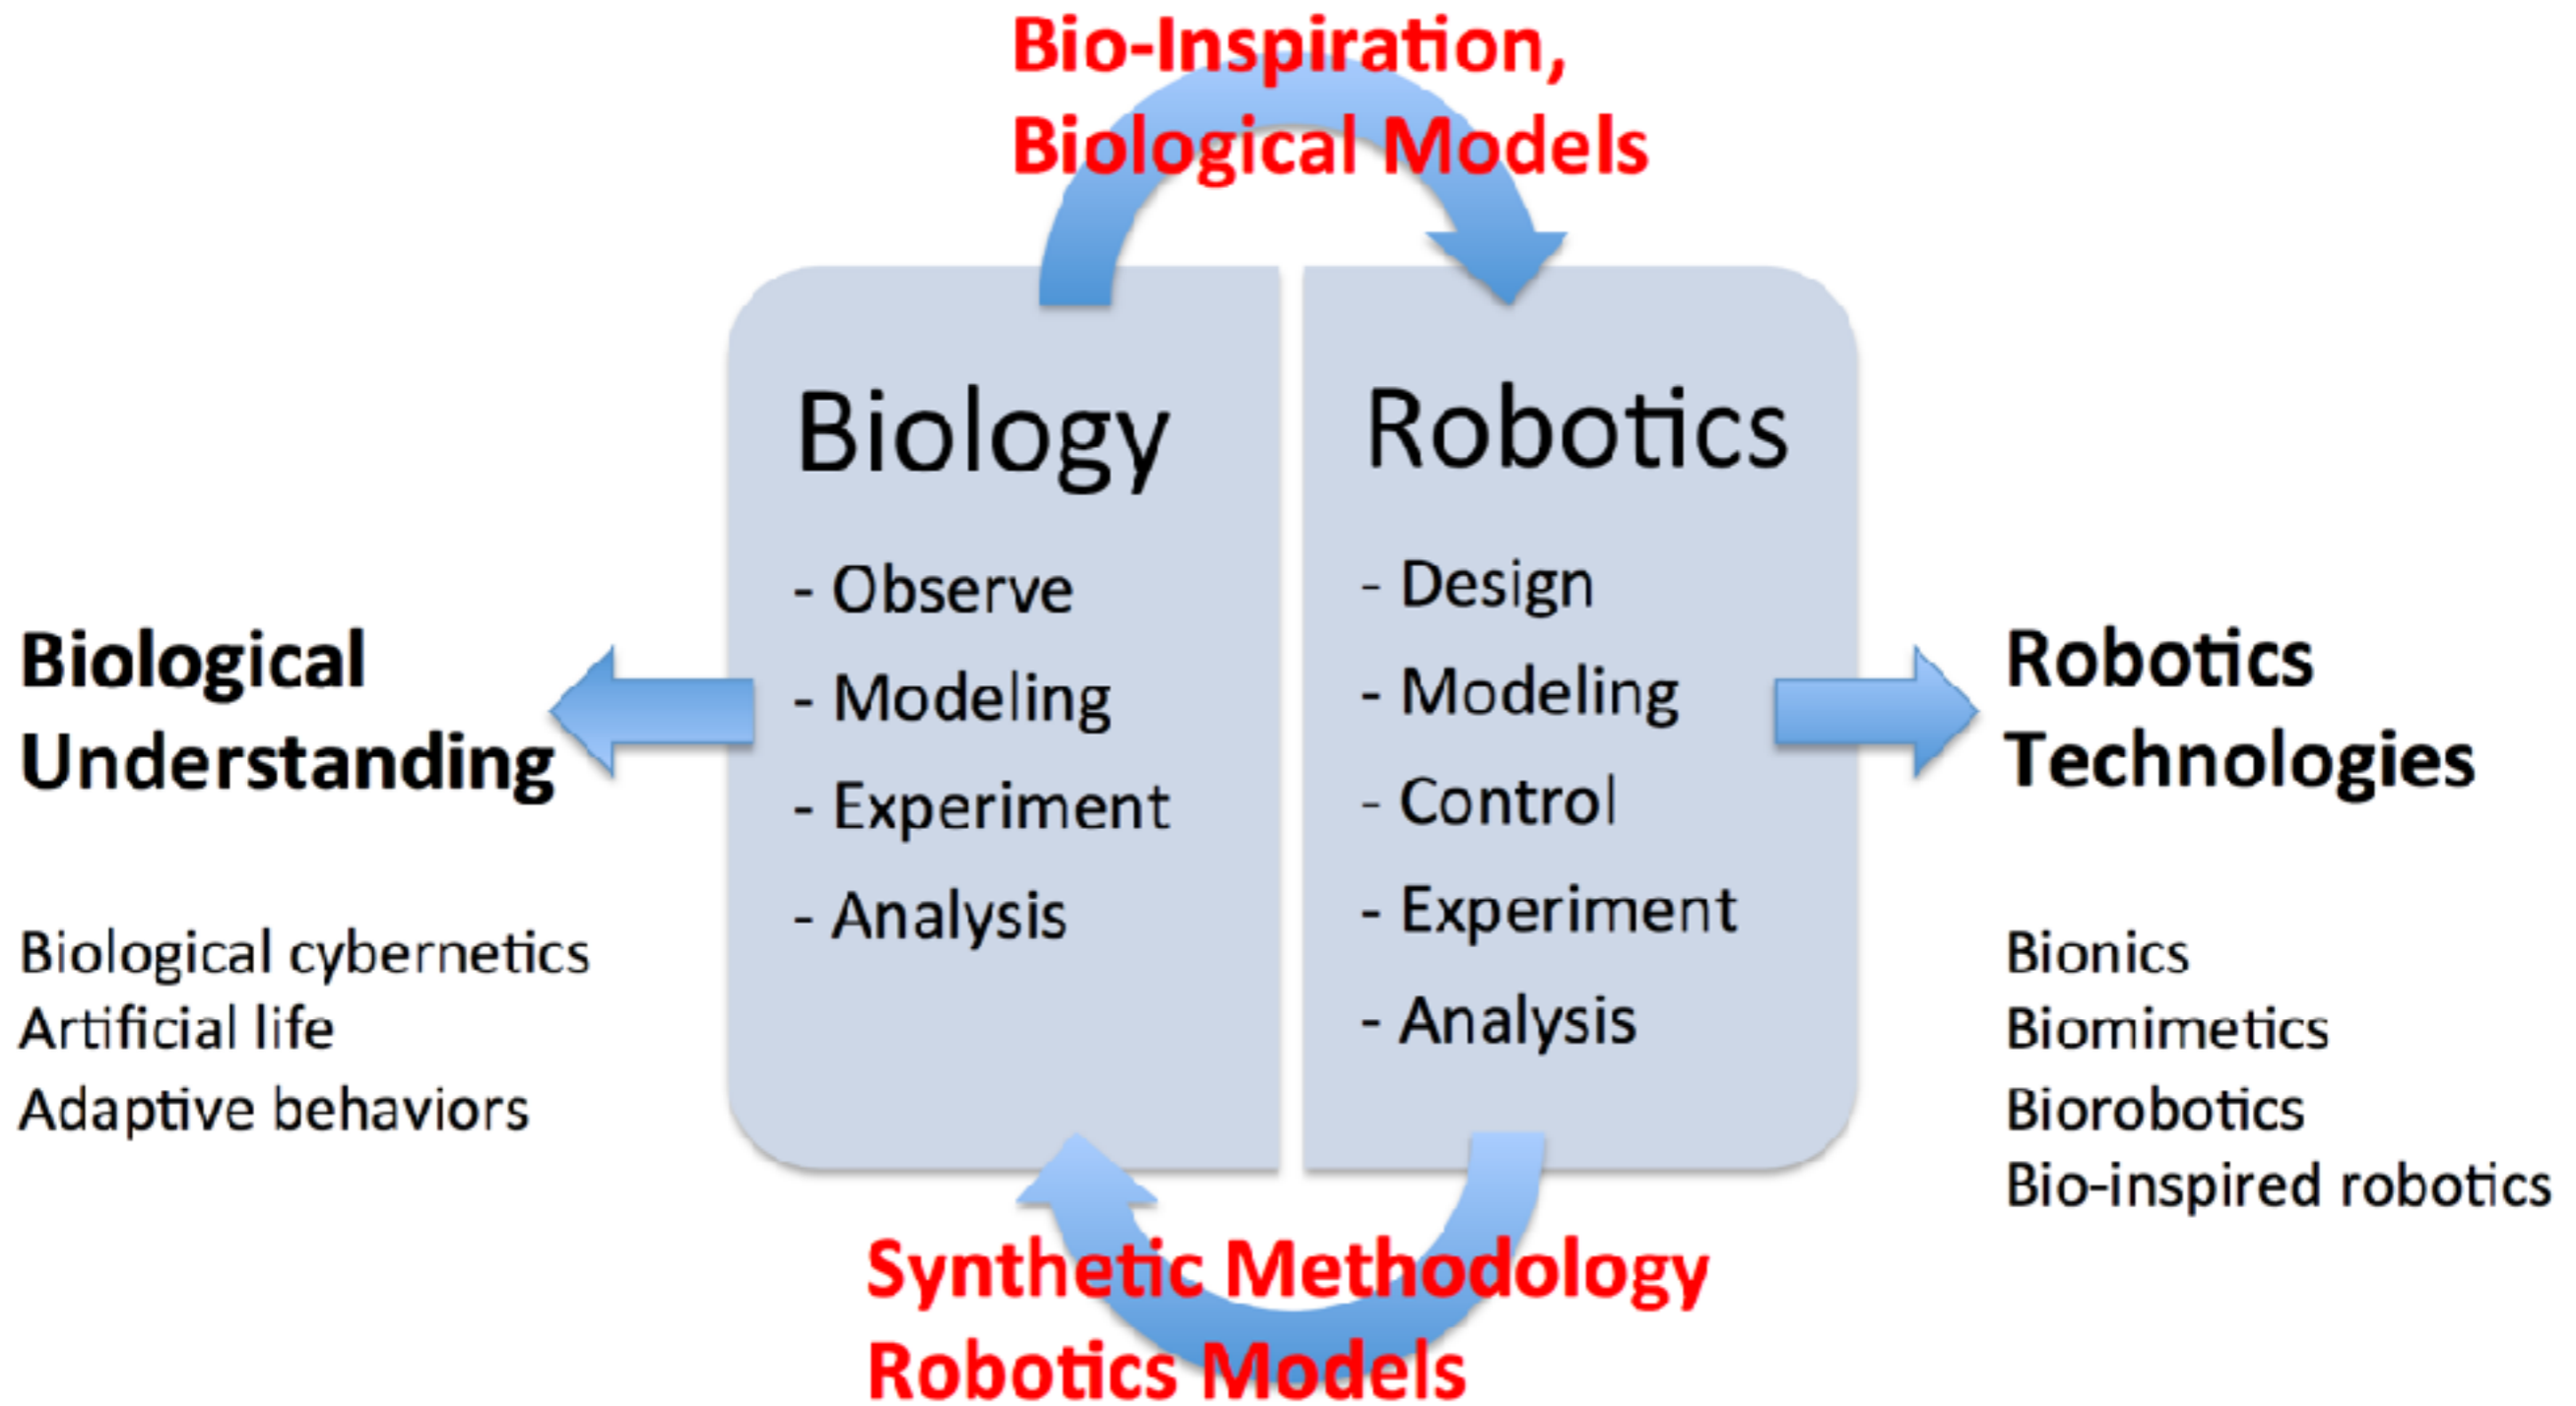 Bio-Inspiration,
Biological Models
Biology
- Observe
- Modeling
- Experiment
- Analysis
Robotics
- Design
- Modeling
- Control
- Experiment
- Analysis
Biological
Understanding
Biological cybernetics
Artificial life
Adaptive behaviors
Robotics
Technologies
Bionics
Biomimetics
Biorobotics
Bio-inspired robotics
Synthetic Methodology
Robotics Models